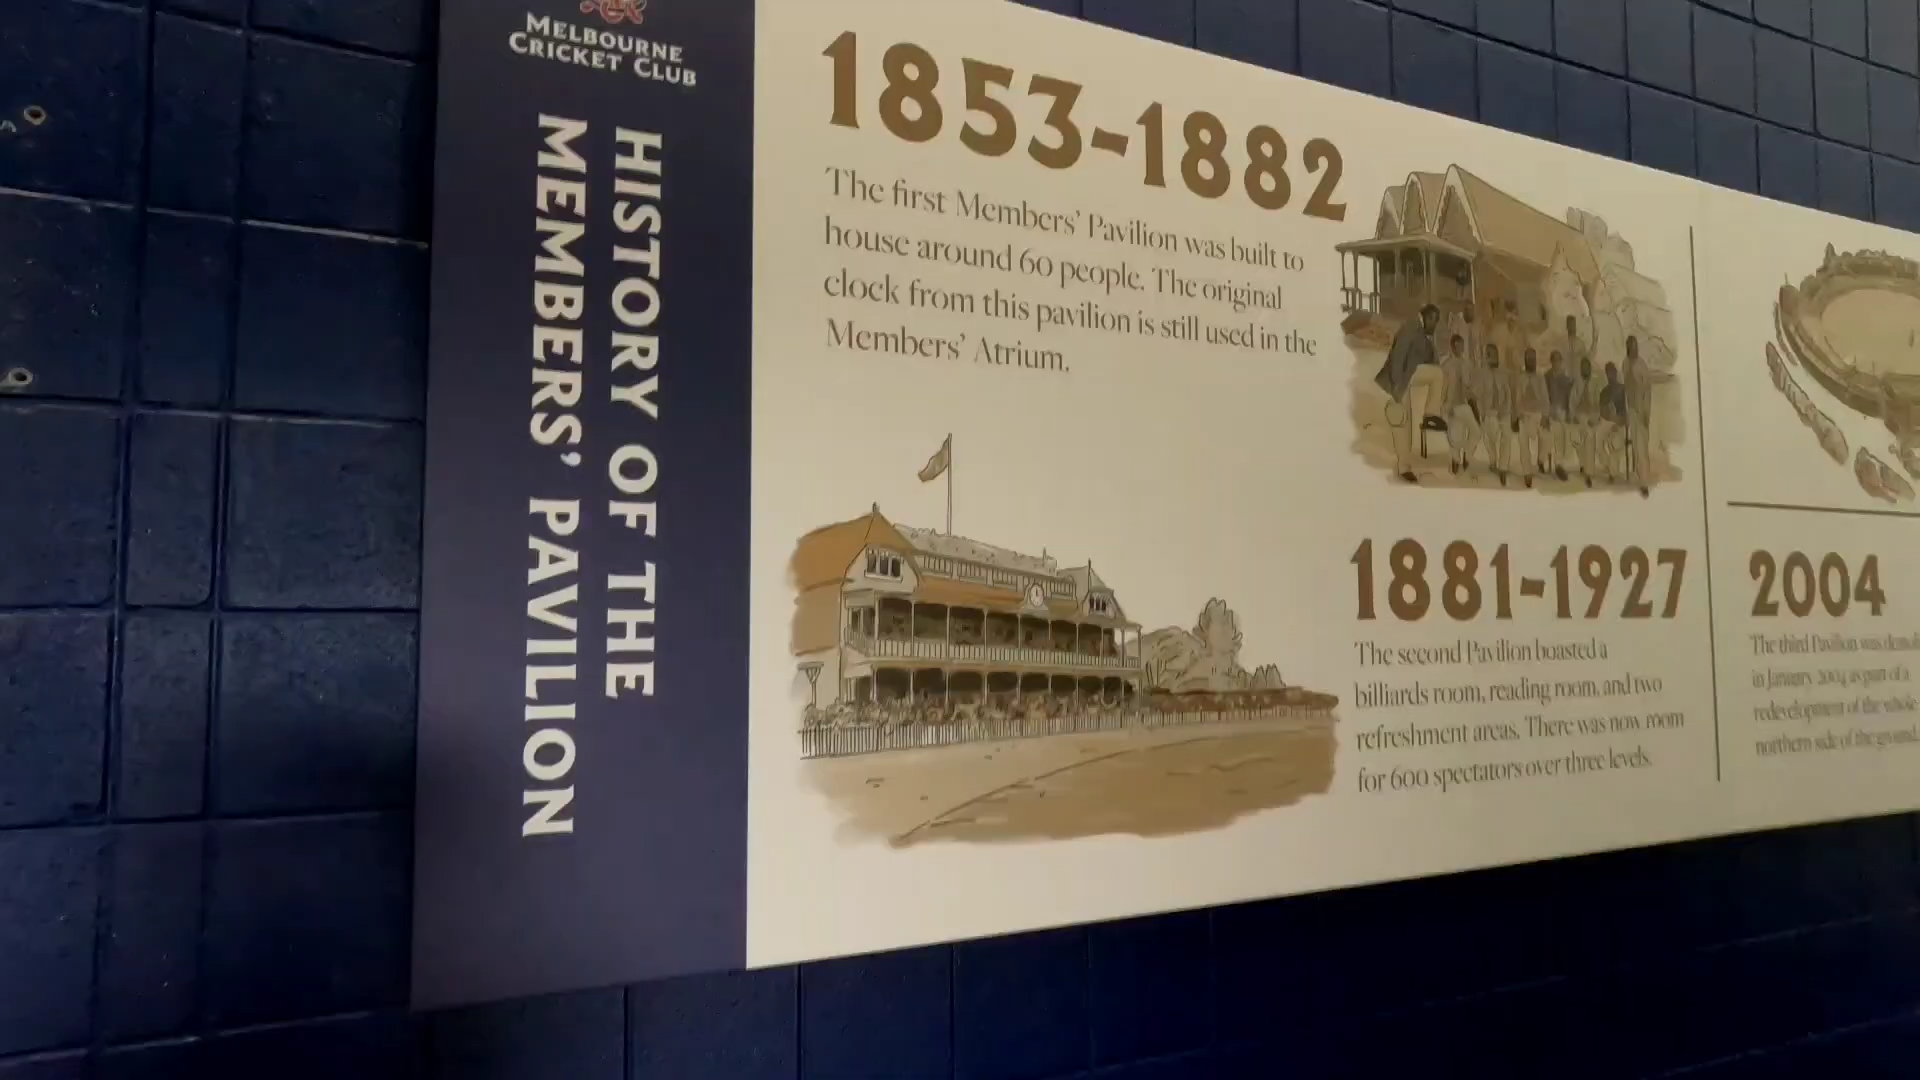 MELBOURNE
CRICKET CLUB
HISTORY OF THE
MEMBERS' PAVILION
1853-1882
The first Members' Pavilion was built to
house around 60 people. The original
clock from this pavilion is still used in the
Members' Atrium.
1881-1927
The second Pavilion boasted a
billiards room, reading room, and two
refreshment areas. There was now room
for 600 spectators over three levels.
2004
The third Pavilion was
in January 2004 as part of a
redevelopment of the whole
northern side of the ground.